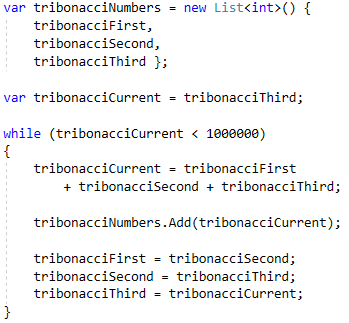 var tribonacciNumbers = new List<int>() {
    tribonacciFirst,
    tribonacciSecond,
    tribonacciThird };

var tribonacciCurrent = tribonacciThird;

while (tribonacciCurrent < 1000000)
{
    tribonacciCurrent = tribonacciFirst
        + tribonacciSecond + tribonacciThird;

    tribonacciNumbers.Add(tribonacciCurrent);

    tribonacciFirst = tribonacciSecond;
    tribonacciSecond = tribonacciThird;
    tribonacciThird = tribonacciCurrent;
}